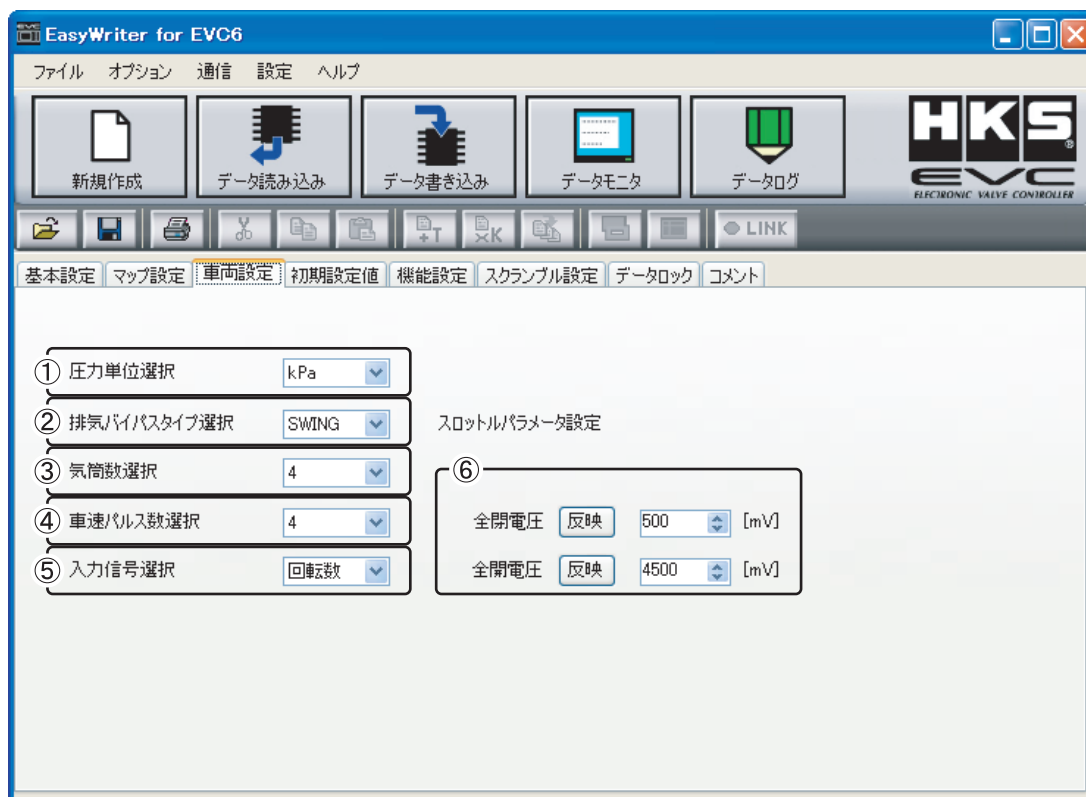 EasyWriter for EVC6
ファイル オプション 通信 設定 ヘルプ
新規作成 データ読み込み データ書き込み データモニタ データログ
HKS
EVC
ELECTRONIC VALVE CONTROLLER
LINK
基本設定 マップ設定 車両設定 初期設定値 機能設定 スクランブル設定 データロック コメント
① 圧力単位選択 kPa
② 排気バイパスタイプ選択 SWING スロットルパラメータ設定
③ 気筒数選択 4 ⑥
④ 車速パルス数選択 4 全閉電圧 反映 500 [mV]
⑤ 入力信号選択 回転数 全開電圧 反映 4500 [mV]